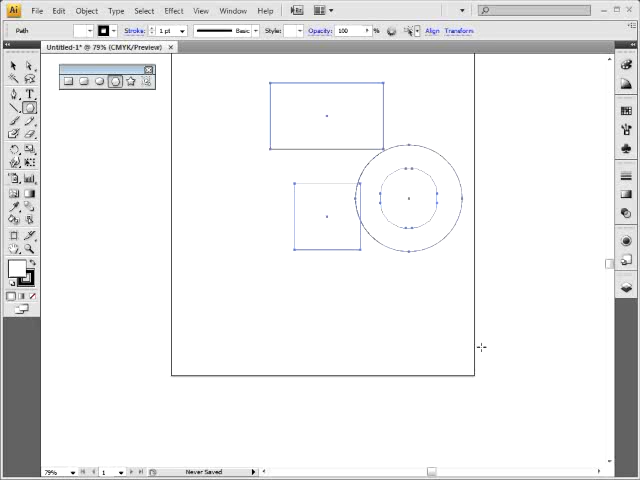 Ai File Edit Object Type Select Effect View Window Help Br
Path Stroke: 1 pt Basic Style: Opacity: 100 % Align Transform
Untitled-1* @ 79% (CMYK/Preview) ×
T
79% 1 Never Saved